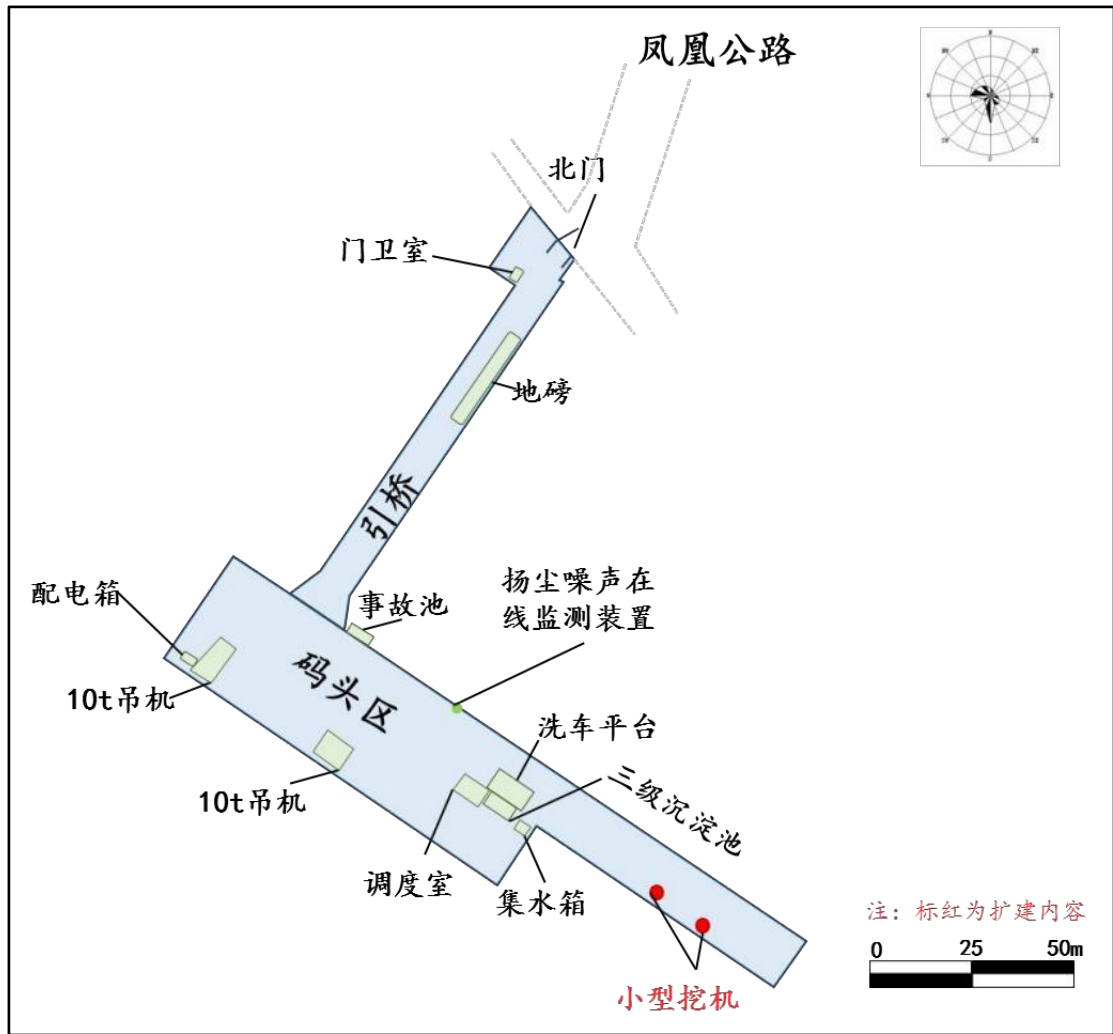 凤凰公路
北门
门卫室
地磅
引桥
配电箱
事故池
扬尘噪声在
线监测装置
码头区
10t吊机
洗车平台
三级沉淀池
10t吊机
调度室
集水箱
注：标红为扩建内容
0 25 50m
小型挖机